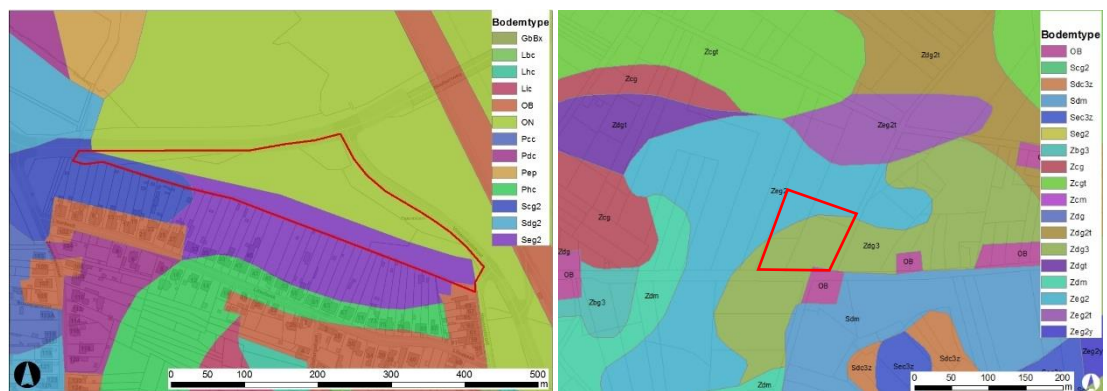 Bodemtype
GbBx
Lbc
Lhc
Lic
OB
ON
Pcc
Pdc
Pep
Phc
Scg2
Sdg2
Seg2
0 50 100 200 300 400 500
m
Bodemtype
OB
Scg2
Sdc3z
Sdm
Sec3z
Seg2
Zbg3
Zcg
Zcgt
Zcm
Zdg
Zdg2t
Zdg3
Zdgt
Zdm
Zeg2
Zeg2t
Zeg2y
Zcgt
Zdg2t
Zcg
Zdgt
Zeg2t
OB
Zcg
Zdg3
Zdg
OB
OB
OB
Zbg3
Zdm
OB
Sdm
Sdc3z
Sec3z
Sdc3z
Zdm
Zeg2y
0 50 100 150 200
m